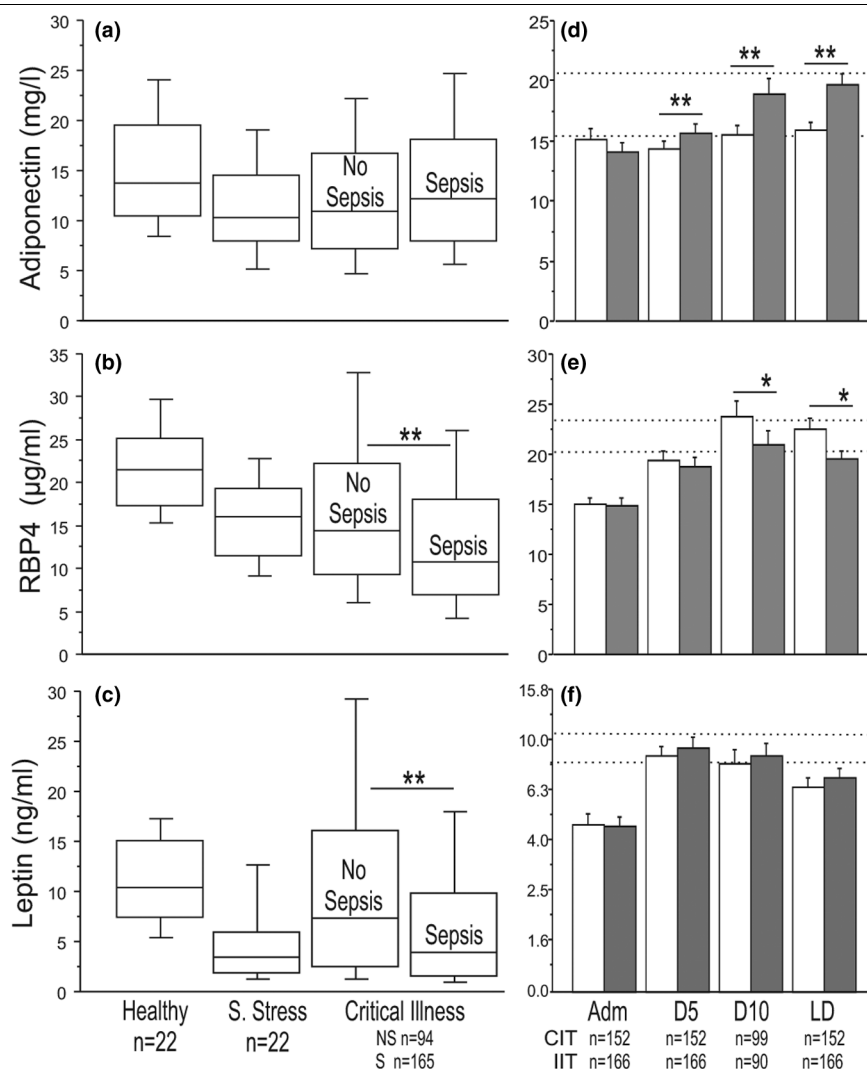 (a)
Adiponectin (mg/l)
30
25
20
15
10
5
0
No
Sepsis
Sepsis
(d)
25
20
15
10
5
0
**
**
**
(b)
RBP4 (µg/ml)
35
30
25
20
15
10
5
0
No
Sepsis
**
Sepsis
(e)
30
25
20
15
10
5
0
*
*
(c)
Leptin (ng/ml)
30
25
20
15
10
5
0
No
Sepsis
**
Sepsis
(f)
15.8
10.0
6.3
4.0
2.5
1.6
0.0
Healthy
n=22
S. Stress
n=22
Critical Illness
NS n=94
S n=165
Adm D5 D10 LD
CIT n=152 n=152 n=99 n=152
IIT n=166 n=166 n=90 n=166